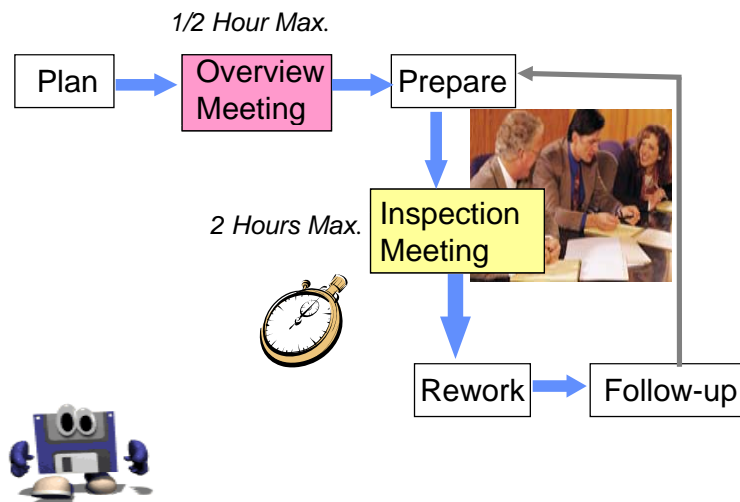 1/2 Hour Max.
Plan
Overview
Meeting
Prepare
2 Hours Max.
Inspection
Meeting
Rework
Follow-up